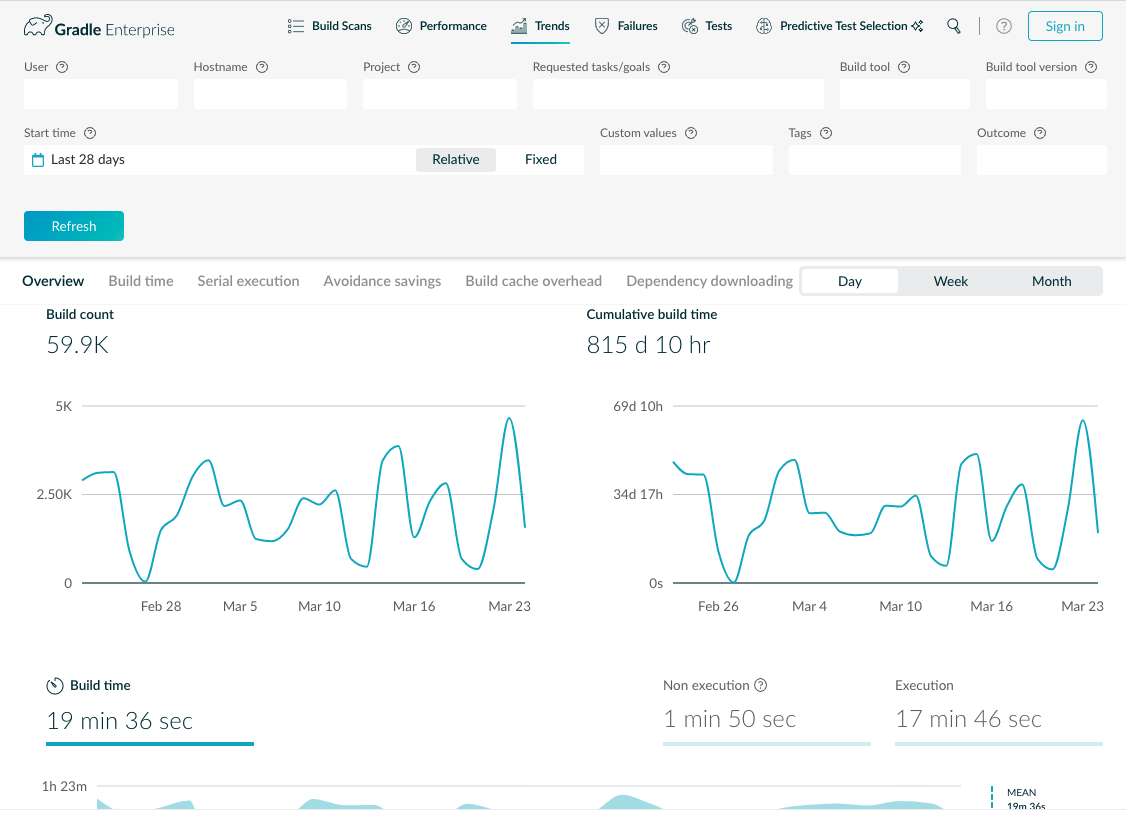 Gradle Enterprise
Build Scans Performance Trends Failures Tests Predictive Test Selection Sign in
User Hostname Project Requested tasks/goals Build tool Build tool version
Start time Custom values Tags Outcome
Last 28 days Relative Fixed
Refresh
Overview Build time Serial execution Avoidance savings Build cache overhead Dependency downloading Day Week Month
Build count
59.9K
5K
2.50K
0
Feb 28 Mar 5 Mar 10 Mar 16 Mar 23
Cumulative build time
815 d 10 hr
69d 10h
34d 17h
0s
Feb 26 Mar 4 Mar 10 Mar 16 Mar 23
Build time
19 min 36 sec
Non execution
1 min 50 sec
Execution
17 min 46 sec
1h 23m
MEAN
19m 36s